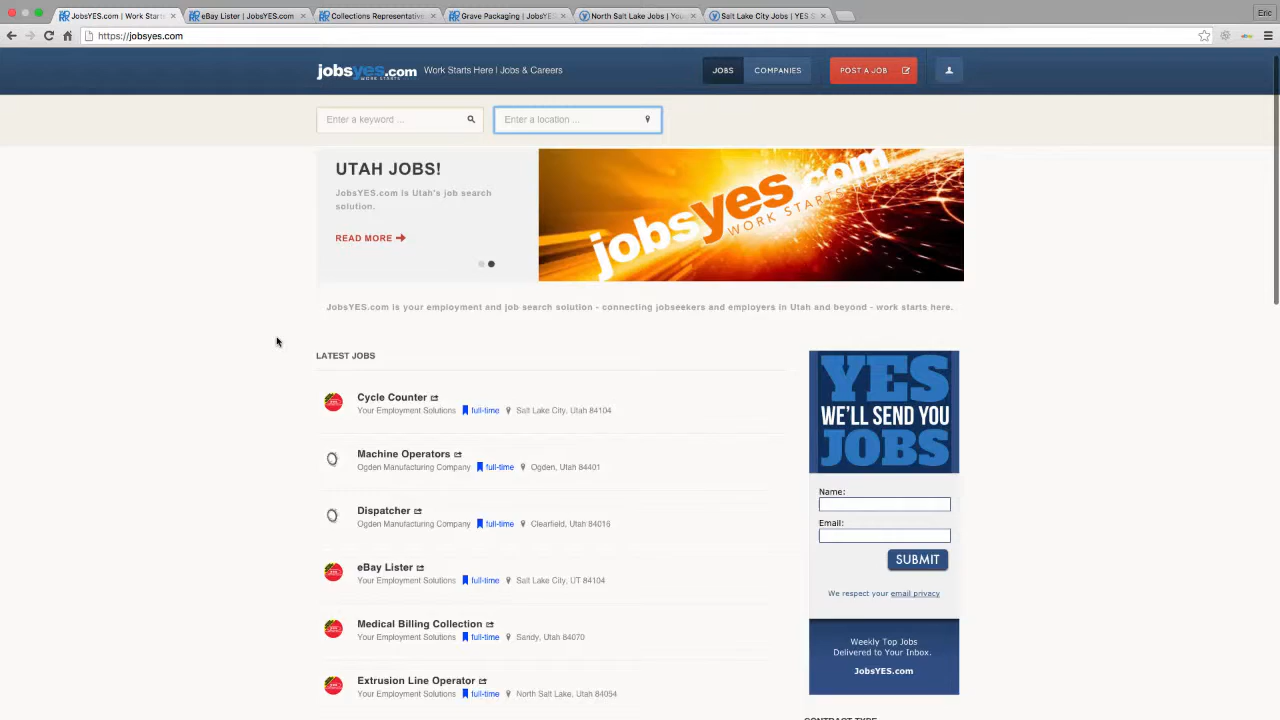 JobsYES.com | Work Starts
eBay Lister | JobsYES.com
Collections Representative
Grave Packaging | JobsYES
North Salt Lake Jobs | You
Salt Lake City Jobs | YES S
Eric
https://jobsyes.com
jobsyes.com
WORK STARTS
Work Starts Here | Jobs & Careers
JOBS
COMPANIES
POST A JOB
Enter a keyword ...
Enter a location ...
UTAH JOBS!
JobsYES.com is Utah's job search
solution.
READ MORE
jobsyes.com
WORK STARTS HERE
JobsYES.com is your employment and job search solution - connecting jobseekers and employers in Utah and beyond - work starts here.
LATEST JOBS
Cycle Counter
Your Employment Solutions full-time Salt Lake City, Utah 84104
Machine Operators
Ogden Manufacturing Company full-time Ogden, Utah 84401
Dispatcher
Ogden Manufacturing Company full-time Clearfield, Utah 84016
eBay Lister
Your Employment Solutions full-time Salt Lake City, UT 84104
Medical Billing Collection
Your Employment Solutions full-time Sandy, Utah 84070
Extrusion Line Operator
Your Employment Solutions full-time North Salt Lake, Utah 84054
YES
WE'LL SEND YOU
JOBS
Name:
Email:
SUBMIT
We respect your email privacy
Weekly Top Jobs
Delivered to Your Inbox.
JobsYES.com
CONTRACT TYPE